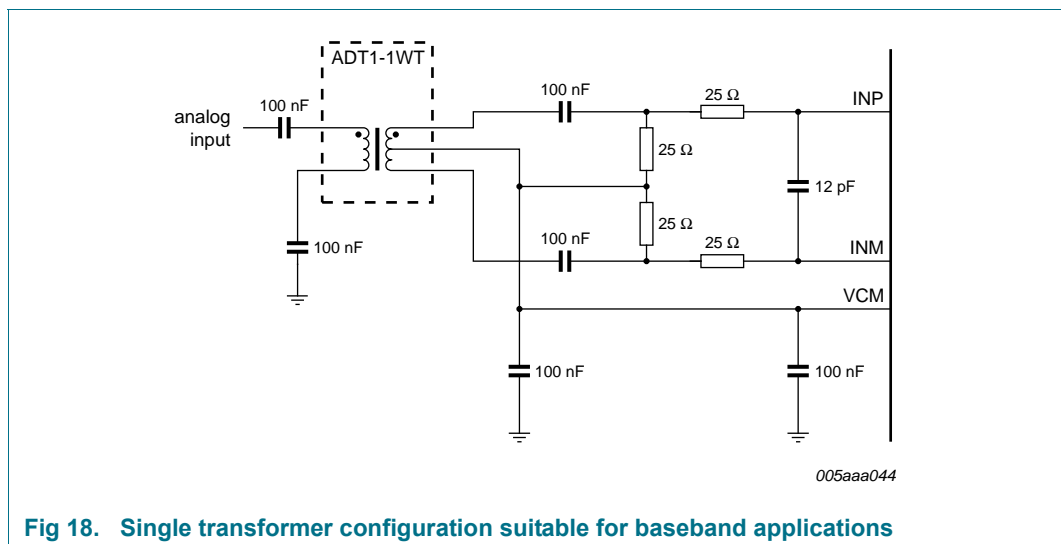 ADT1-1WT
100 nF
analog
input
100 nF
100 nF
25 Ω
INP
25 Ω
12 pF
25 Ω
100 nF
25 Ω
INM
VCM
100 nF
100 nF
005aaa044
Fig 18. Single transformer configuration suitable for baseband applications